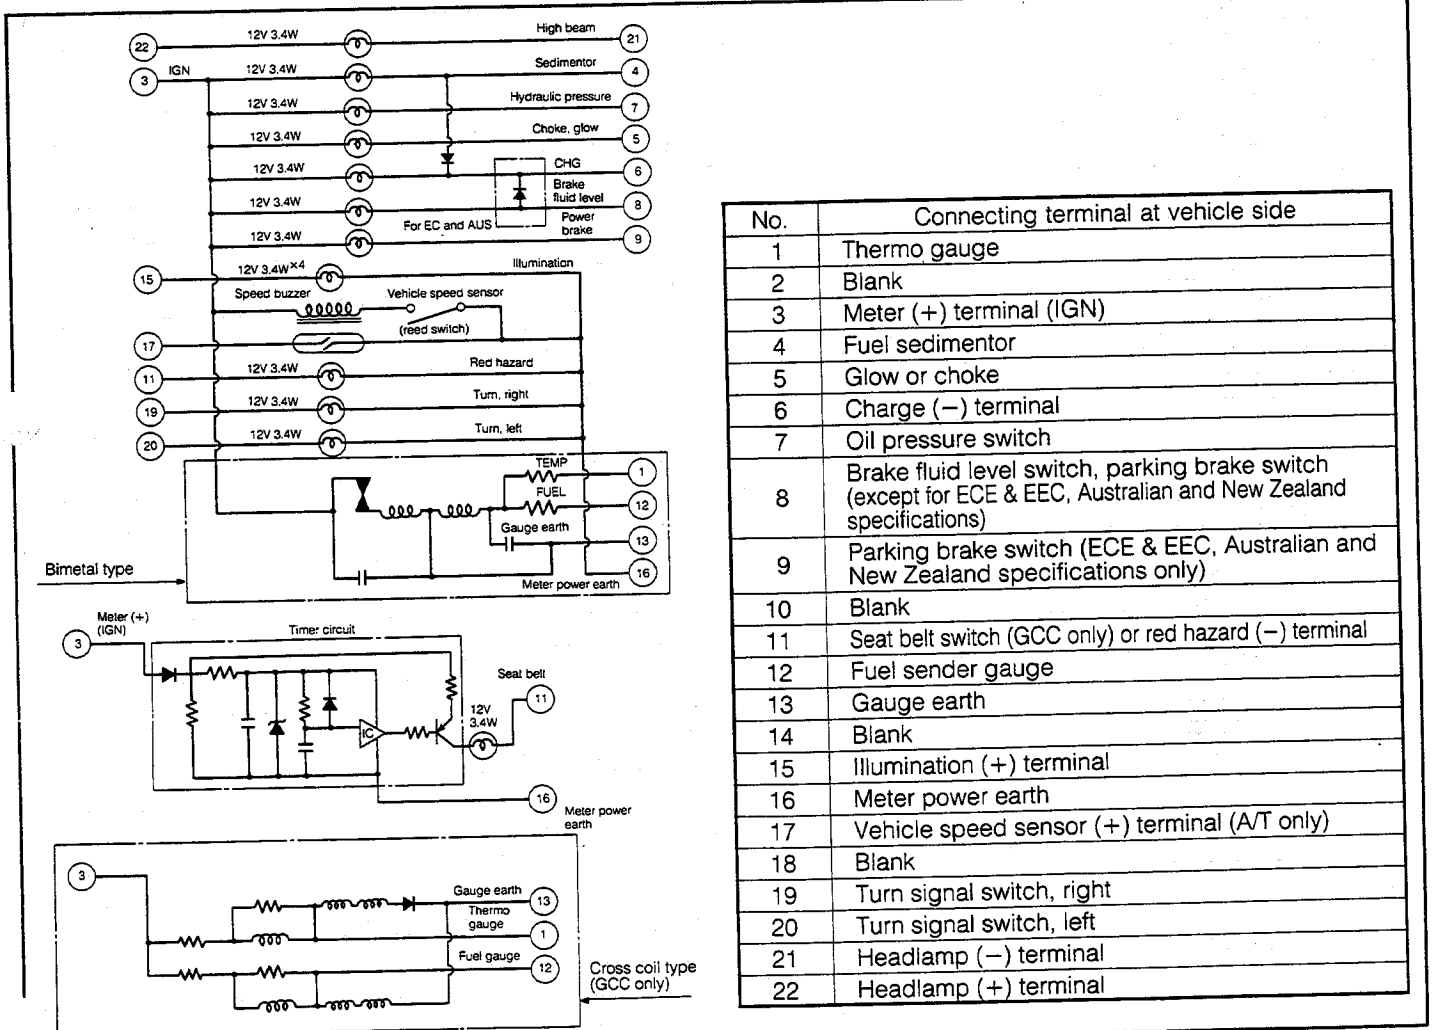 22 12V 3.4W High beam 21
3 IGN 12V 3.4W Sedimentor 4
12V 3.4W Hydraulic pressure 7
12V 3.4W Choke, glow 5
12V 3.4W CHG 6
12V 3.4W Brake fluid level 8
For EC and AUS
12V 3.4W Power brake 9
15 12V 3.4W×4 Illumination
Speed buzzer Vehicle speed sensor
(reed switch)
17
11 12V 3.4W Red hazard
19 12V 3.4W Turn, right
20 12V 3.4W Turn, left
TEMP 1
FUEL 12
Gauge earth 13
Meter power earth 16
Bimetal type
Meter (+)
(IGN)
3
Timer circuit
Seat belt
11
12V
3.4W
IC
16
Meter power
earth
3
Gauge earth 13
Thermo
gauge 1
Fuel gauge 12
Cross coil type
(GCC only)
No. Connecting terminal at vehicle side
1 Thermo gauge
2 Blank
3 Meter (+) terminal (IGN)
4 Fuel sedimentor
5 Glow or choke
6 Charge (−) terminal
7 Oil pressure switch
8 Brake fluid level switch, parking brake switch
(except for ECE & EEC, Australian and New Zealand
specifications)
9 Parking brake switch (ECE & EEC, Australian and
New Zealand specifications only)
10 Blank
11 Seat belt switch (GCC only) or red hazard (−) terminal
12 Fuel sender gauge
13 Gauge earth
14 Blank
15 Illumination (+) terminal
16 Meter power earth
17 Vehicle speed sensor (+) terminal (A/T only)
18 Blank
19 Turn signal switch, right
20 Turn signal switch, left
21 Headlamp (−) terminal
22 Headlamp (+) terminal